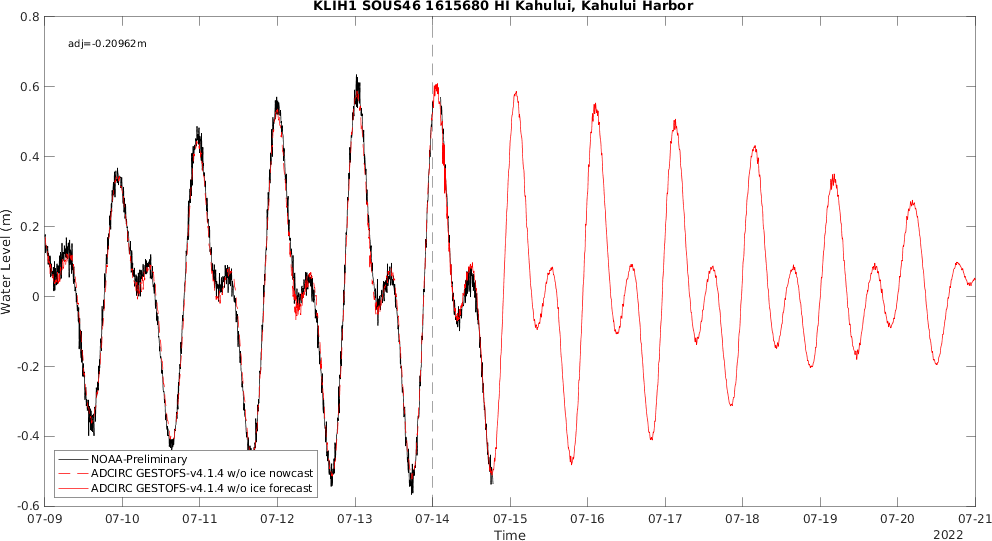 KLIH1 SOUS46 1615680 HI Kahului, Kahului Harbor
0.8
adj=-0.20962m
0.6
0.4
0.2
0
-0.2
-0.4
-0.6
Water Level (m)
NOAA-Preliminary
ADCIRC GESTOFS-v4.1.4 w/o ice nowcast
ADCIRC GESTOFS-v4.1.4 w/o ice forecast
07-09 07-10 07-11 07-12 07-13 07-14 07-15 07-16 07-17 07-18 07-19 07-20 07-21
Time
2022